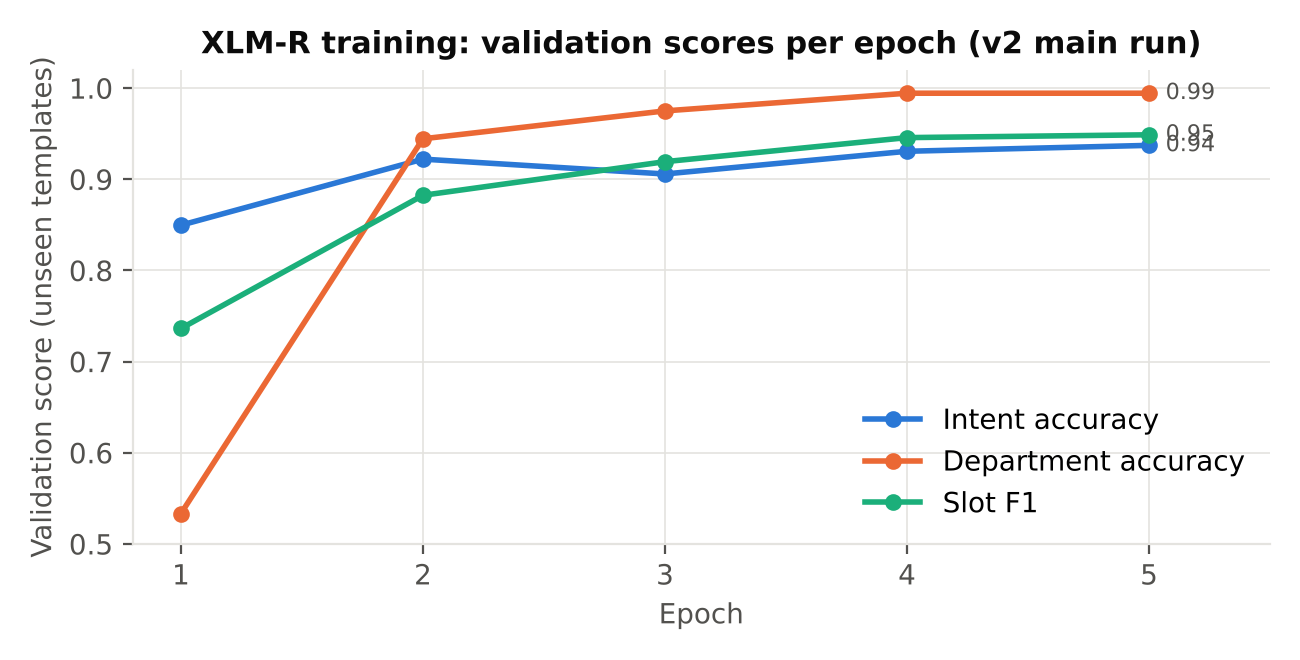 XLM-R training: validation scores per epoch (v2 main run)
Validation score (unseen templates)
1.0
0.9
0.8
0.7
0.6
0.5
0.99
0.95
0.94
Intent accuracy
Department accuracy
Slot F1
1 2 3 4 5
Epoch